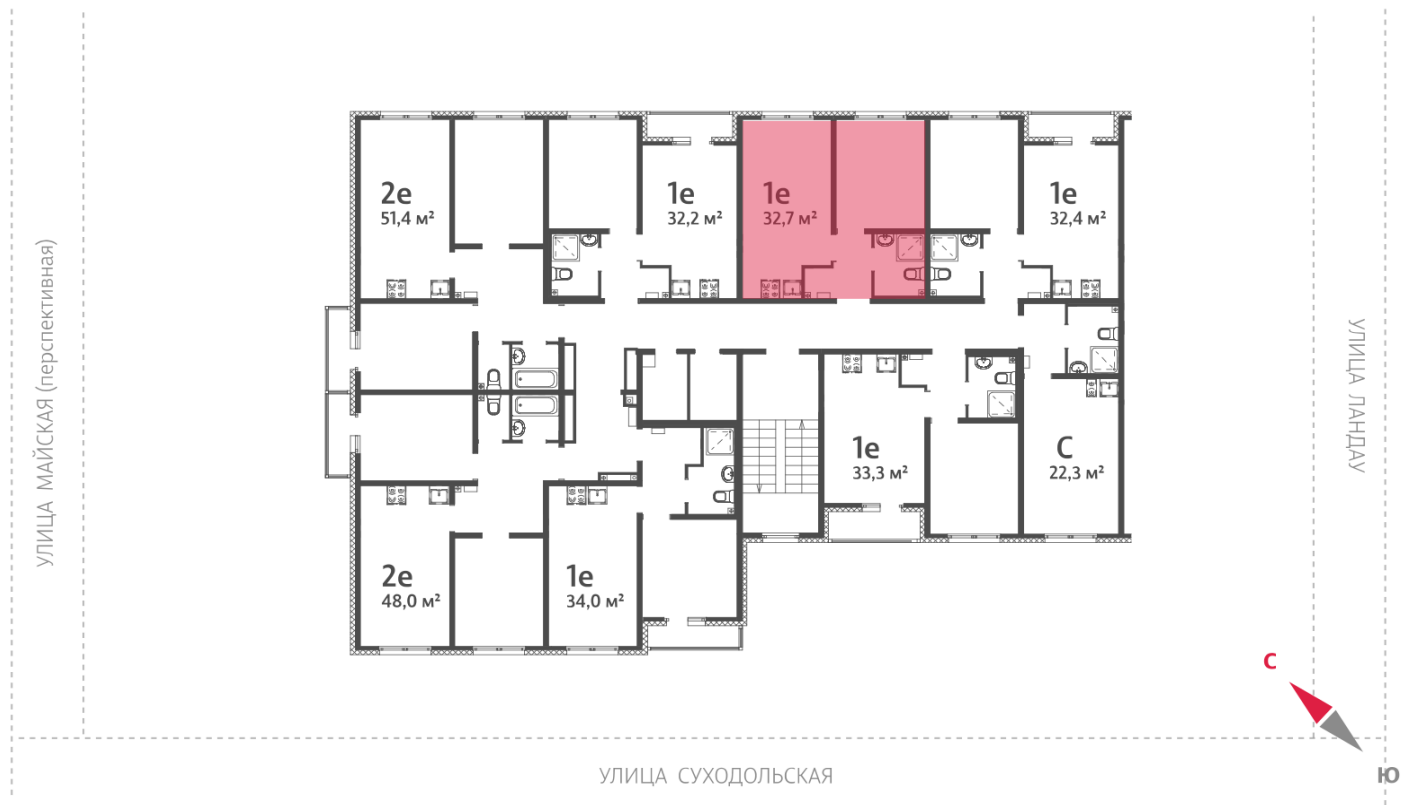 2е
51,4 м²
1е
32,2 м²
1е
32,7 м²
1е
32,4 м²
УЛИЦА МАЙСКАЯ (перспективная)
УЛИЦА ЛАНДАУ
1е
33,3 м²
С
22,3 м²
2е
48,0 м²
1е
34,0 м²
С
Ю
УЛИЦА СУХОДОЛЬСКАЯ